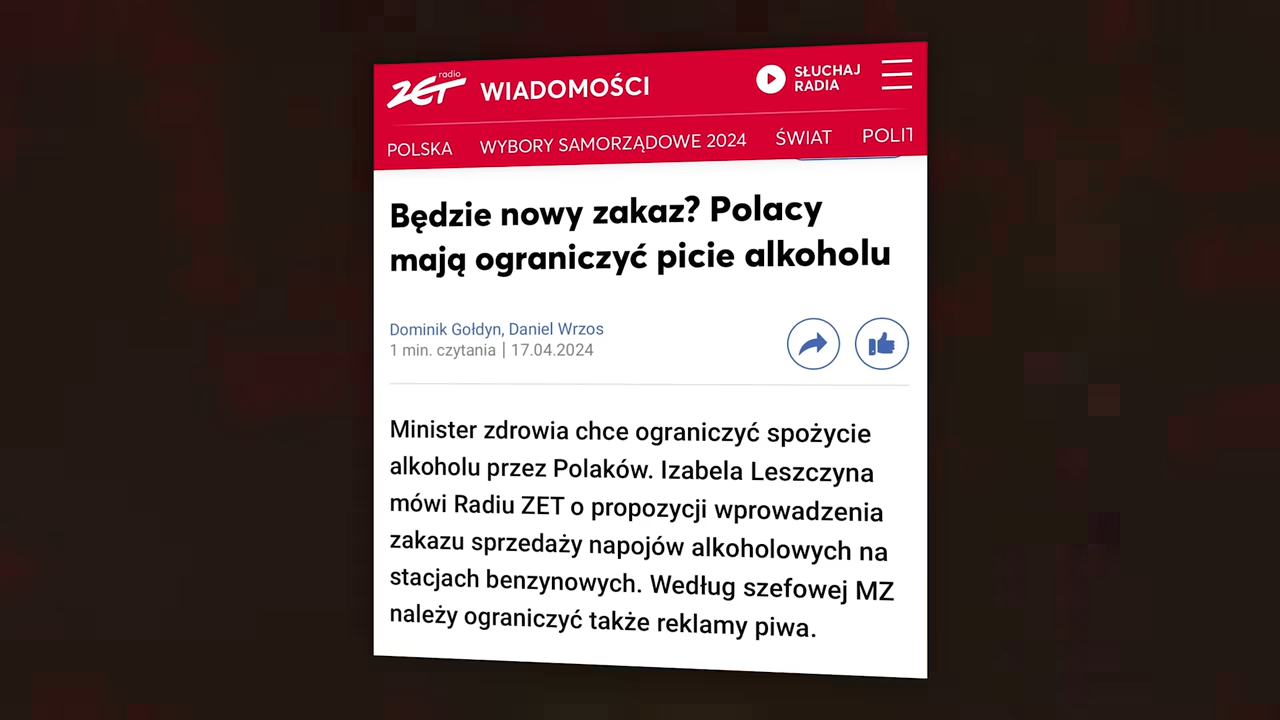 radio
ZET WIADOMOŚCI
SŁUCHAJ
RADIA
POLSKA WYBORY SAMORZĄDOWE 2024 ŚWIAT POLIT
Będzie nowy zakaz? Polacy
mają ograniczyć picie alkoholu
Dominik Gołdyn, Daniel Wrzos
1 min. czytania | 17.04.2024
Minister zdrowia chce ograniczyć spożycie
alkoholu przez Polaków. Izabela Leszczyna
mówi Radiu ZET o propozycji wprowadzenia
zakazu sprzedaży napojów alkoholowych na
stacjach benzynowych. Według szefowej MZ
należy ograniczyć także reklamy piwa.